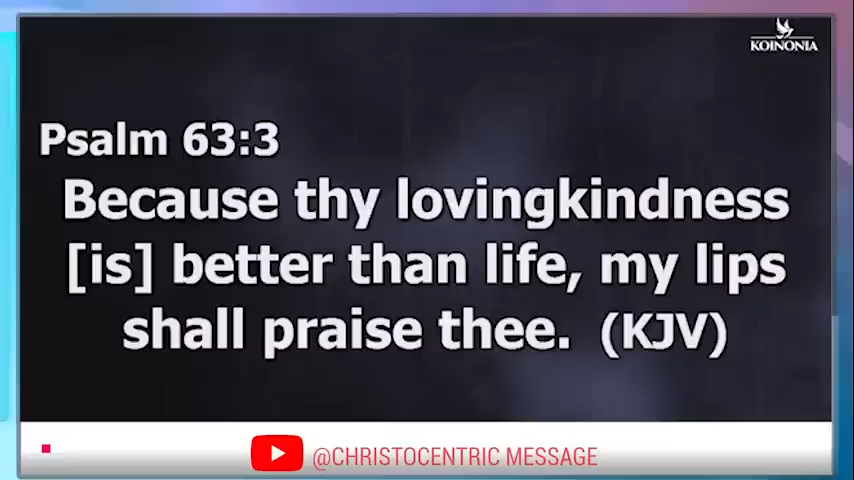 KOINONIA
Psalm 63:3
Because thy lovingkindness
[is] better than life, my lips
shall praise thee. (KJV)
@CHRISTOCENTRIC MESSAGE